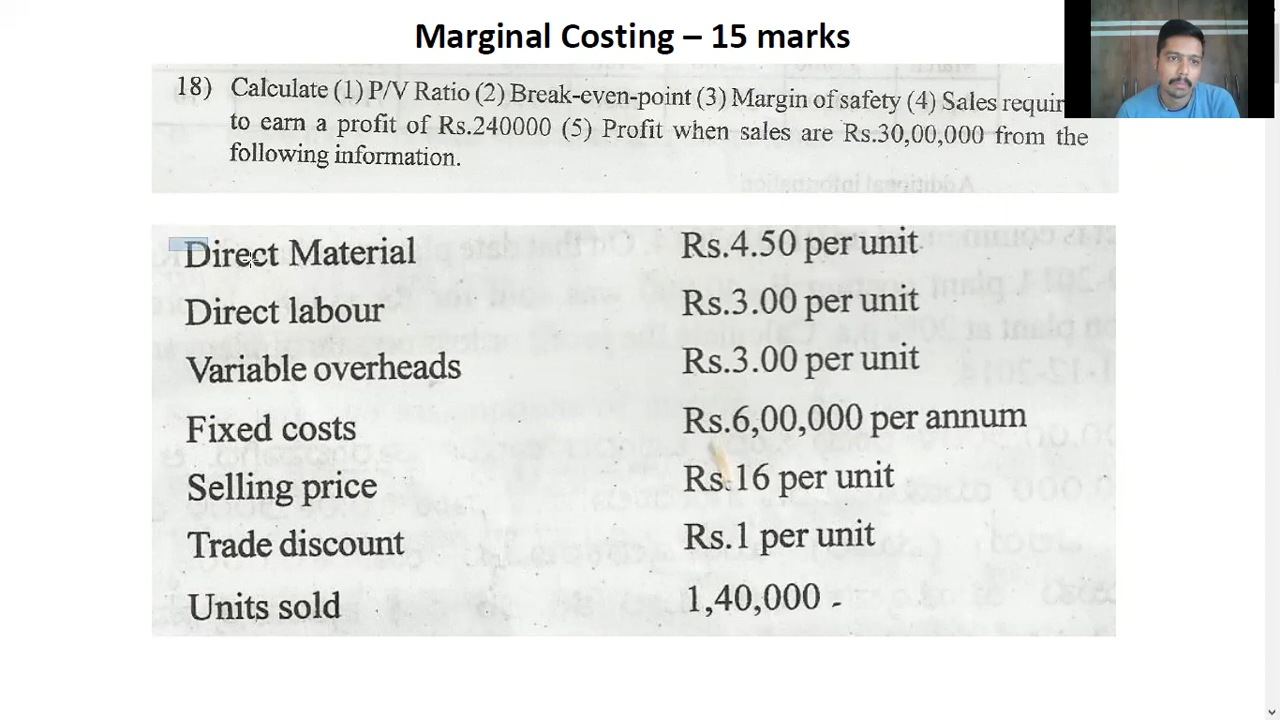 Marginal Costing – 15 marks
18) Calculate (1) P/V Ratio (2) Break-even-point (3) Margin of safety (4) Sales requir
to earn a profit of Rs.240000 (5) Profit when sales are Rs.30,00,000 from the
following information.
Direct Material Rs.4.50 per unit
Direct labour Rs.3.00 per unit
Variable overheads Rs.3.00 per unit
Fixed costs Rs.6,00,000 per annum
Selling price Rs.16 per unit
Trade discount Rs.1 per unit
Units sold 1,40,000 -